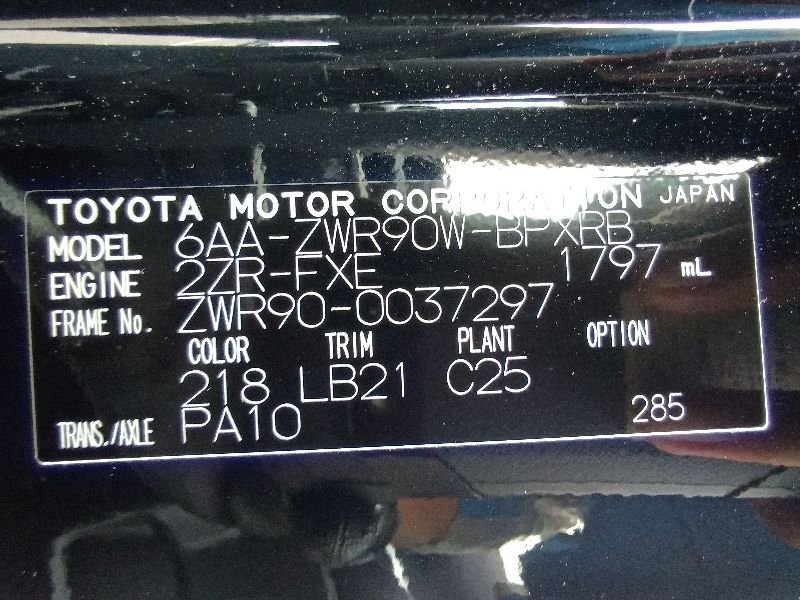 TOYOTA MOTOR CORPORATION JAPAN
MODEL 6AA-ZWR90W-BPXRB
ENGINE 2ZR-FXE 1797 mL
FRAME No. ZWR90-0037297
COLOR TRIM PLANT OPTION
218 LB21 C25
TRANS./AXLE PA10 285